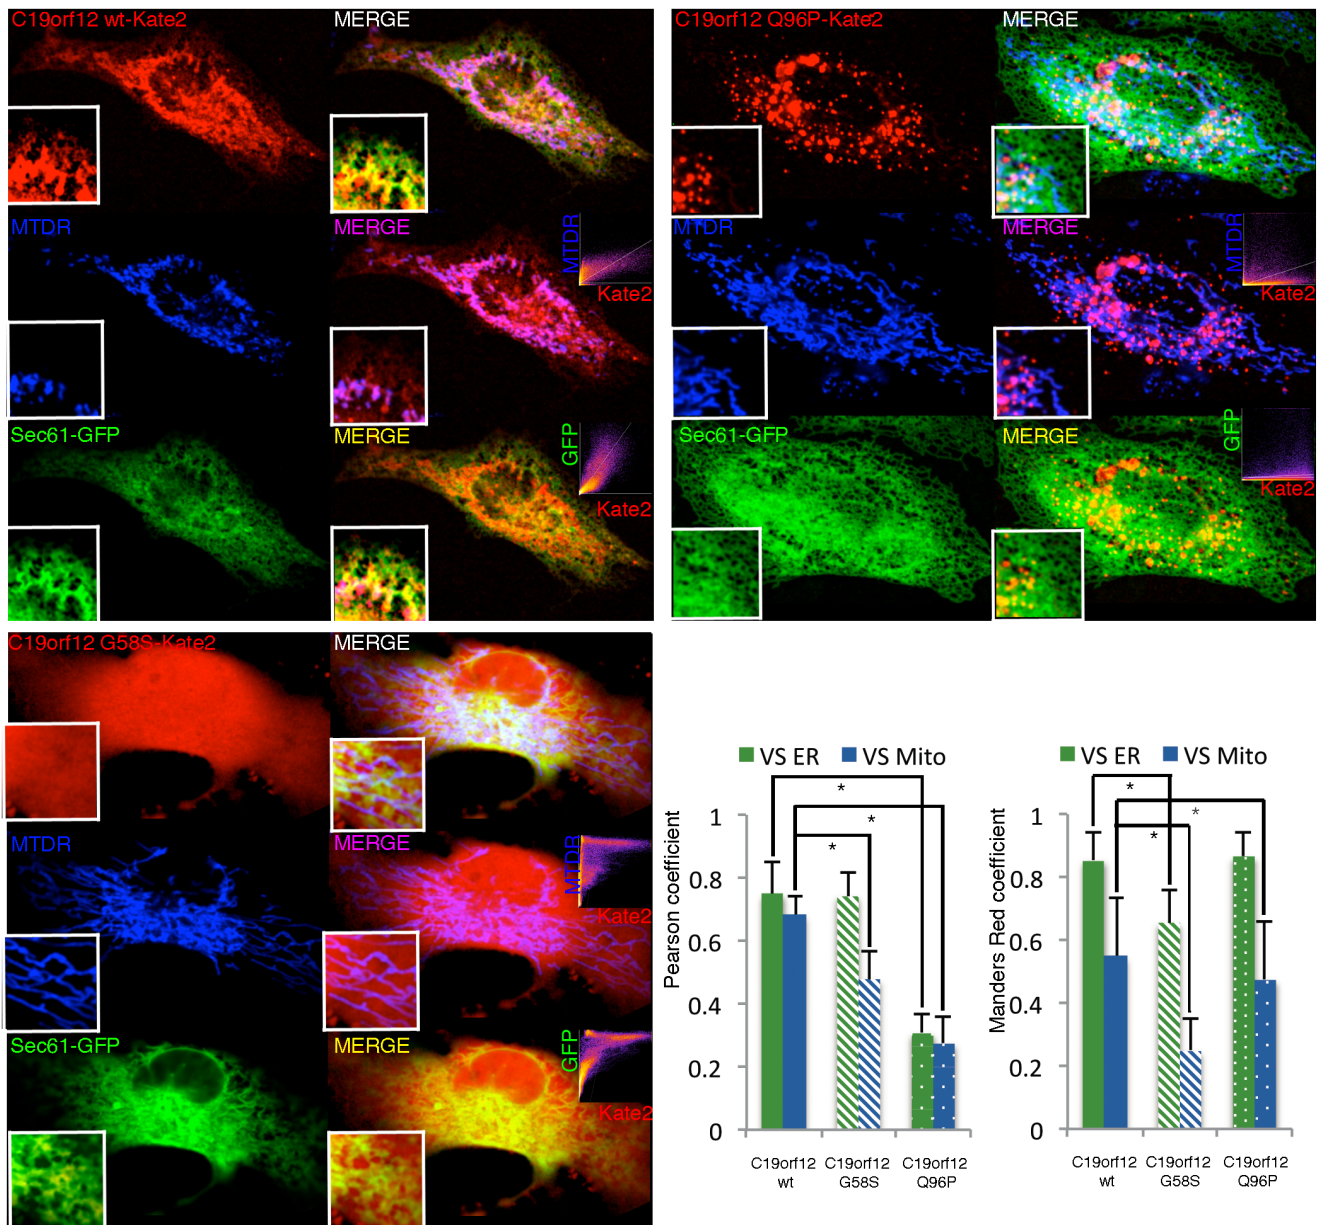 C19orf12 wt-Kate2
MERGE
MTDR
MERGE
MTDR
Kate2
Sec61-GFP
MERGE
GFP
Kate2
C19orf12 Q96P-Kate2
MERGE
MTDR
MERGE
MTDR
Kate2
Sec61-GFP
MERGE
GFP
Kate2
C19orf12 G58S-Kate2
MERGE
MTDR
MERGE
MTDR
Kate2
Sec61-GFP
MERGE
GFP
Kate2
VS ER VS Mito
*
*
*
Pearson coefficient
1
0.8
0.6
0.4
0.2
0
C19orf12 wt
C19orf12 G58S
C19orf12 Q96P
VS ER VS Mito
*
*
*
Manders Red coefficient
1
0.8
0.6
0.4
0.2
0
C19orf12 wt
C19orf12 G58S
C19orf12 Q96P